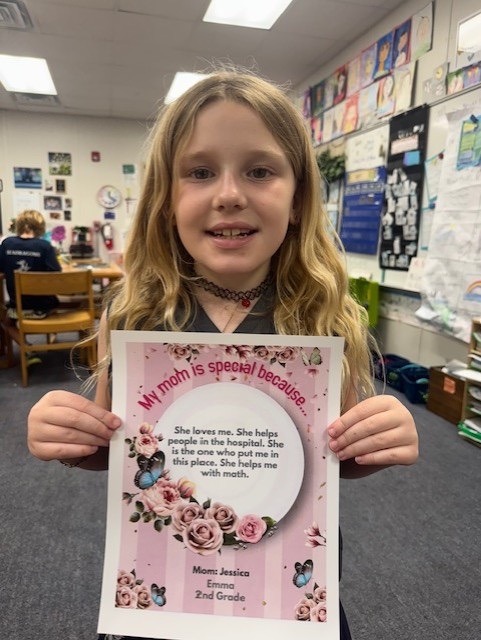 My mom is special because...
She loves me. She helps
people in the hospital. She
is the one who put me in
this place. She helps me
with math.
Mom: Jessica
Emma
2nd Grade